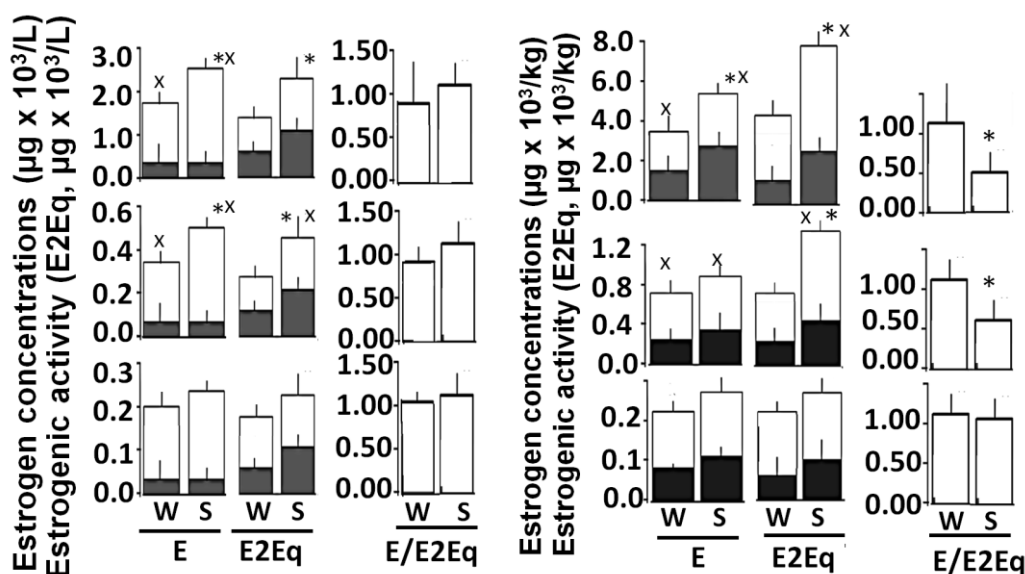 Estrogen concentrations (µg x 10³/L)
Estrogenic activity (E2Eq, µg x 10³/L)
3.0
2.0
1.0
0.0
x
*x
*
1.50
1.00
0.50
0.00
0.6
0.4
0.2
0.0
x
*x
* x
1.50
1.00
0.50
1.00
0.3
0.2
0.1
0.0
1.50
1.00
0.50
0.00
W S W S W S
E E2Eq E/E2Eq
Estrogen concentrations (µg x 10³/kg)
Estrogenic activity (E2Eq, µg x 10³/kg)
8.0
6.0
4.0
2.0
0.0
x
*x
*x
1.00
0.50
0.00
*
1.2
0.8
0.4
0.0
x
x
x *
1.00
0.50
0.00
*
0.2
0.1
0.0
1.00
0.50
0.00
W S W S W S
E E2Eq E/E2Eq